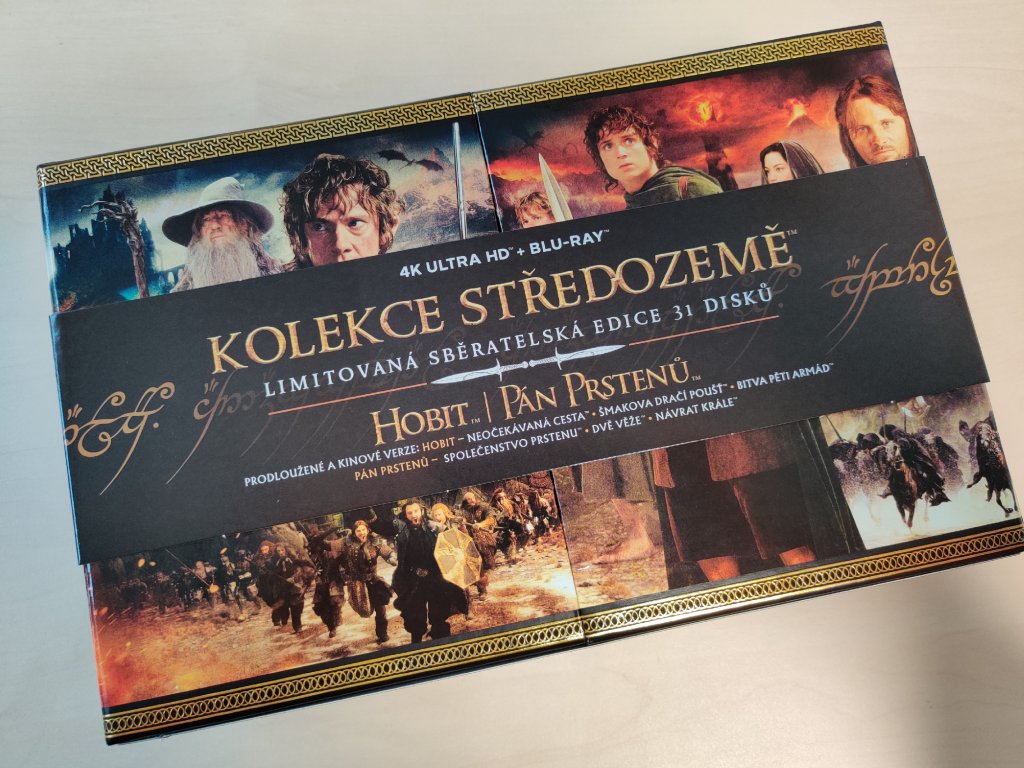 4K ULTRA HD™ + BLU-RAY™
KOLEKCE STŘEDOZEMĚ™
LIMITOVANÁ SBĚRATELSKÁ EDICE 31 DISKŮ
HOBIT™ | PÁN PRSTENŮ™
PRODLOUŽENÉ A KINOVÉ VERZE: HOBIT – NEOČEKÁVANÁ CESTA™ • ŠMAKOVA DRAČÍ POUŠŤ™ • BITVA PĚTI ARMÁD™
PÁN PRSTENŮ – SPOLEČENSTVO PRSTENU™ • DVĚ VĚŽE™ • NÁVRAT KRÁLE™